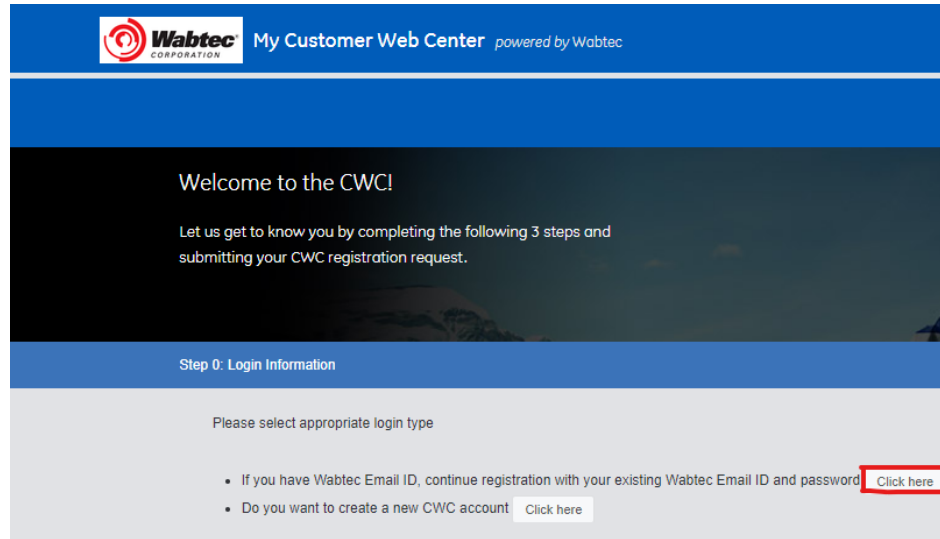 Wabtec CORPORATION My Customer Web Center powered by Wabtec
Welcome to the CWC!
Let us get to know you by completing the following 3 steps and
submitting your CWC registration request.
Step 0: Login Information
Please select appropriate login type
• If you have Wabtec Email ID, continue registration with your existing Wabtec Email ID and password Click here
• Do you want to create a new CWC account Click here